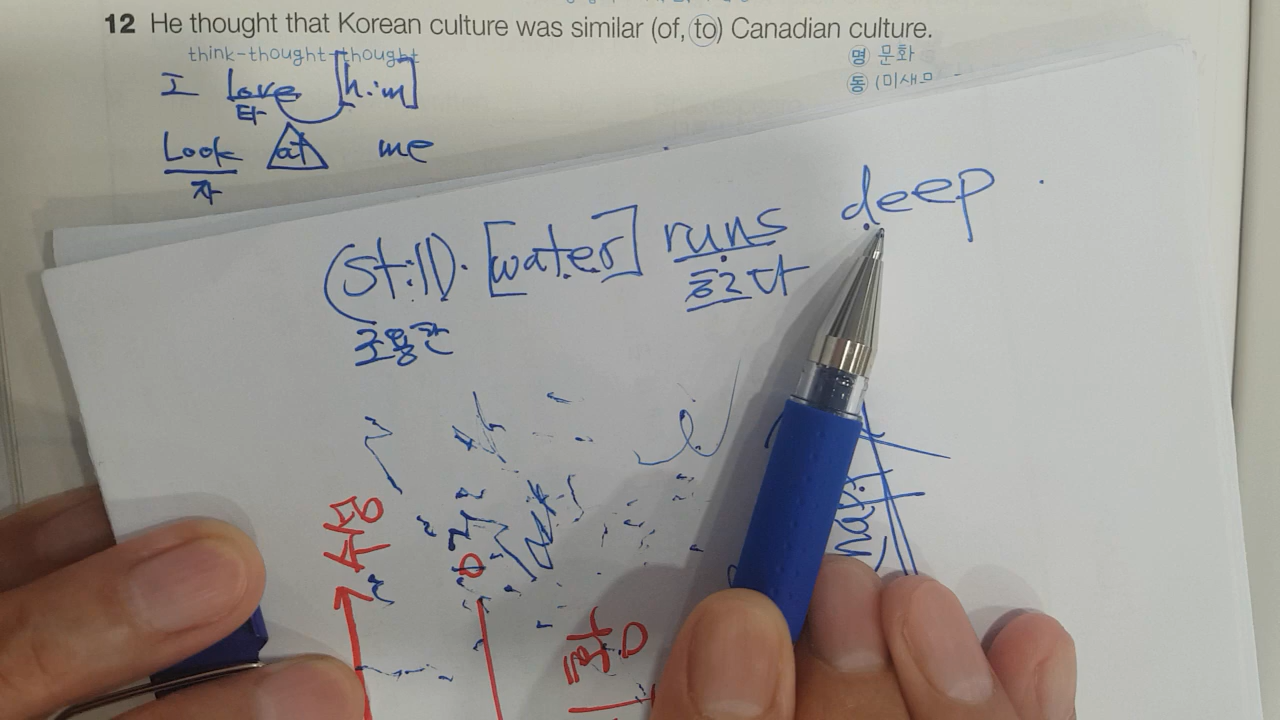 12 He thought that Korean culture was similar (of, to) Canadian culture.
think-thought-thought
명 문화
동 (미새
I love [him]
타
Look at me
자
(Still) [water] runs deep.
흐르다
조용한
수동